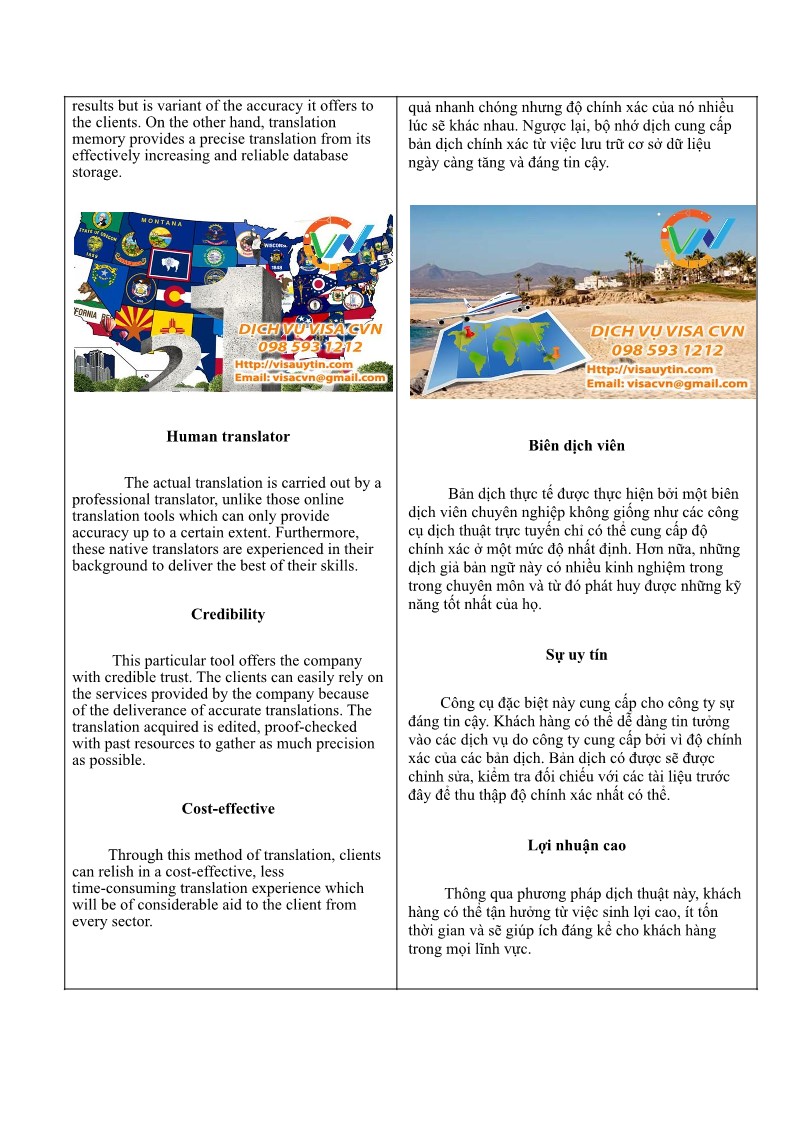 results but is variant of the accuracy it offers to
the clients. On the other hand, translation
memory provides a precise translation from its
effectively increasing and reliable database
storage.
MONTANA
STATE OF OREGON
1859
WISCONSIN
1848
CALIFORNIA RE
21
DỊCH VỤ VISA CVN
098 593 1212
Http://visauytin.com
Email: visacvn@gmail.com
Human translator
The actual translation is carried out by a
professional translator, unlike those online
translation tools which can only provide
accuracy up to a certain extent. Furthermore,
these native translators are experienced in their
background to deliver the best of their skills.
Credibility
This particular tool offers the company
with credible trust. The clients can easily rely on
the services provided by the company because
of the deliverance of accurate translations. The
translation acquired is edited, proof-checked
with past resources to gather as much precision
as possible.
Cost-effective
Through this method of translation, clients
can relish in a cost-effective, less
time-consuming translation experience which
will be of considerable aid to the client from
every sector.
quả nhanh chóng nhưng độ chính xác của nó nhiều
lúc sẽ khác nhau. Ngược lại, bộ nhớ dịch cung cấp
bản dịch chính xác từ việc lưu trữ cơ sở dữ liệu
ngày càng tăng và đáng tin cậy.
DỊCH VỤ VISA CVN
098 593 1212
Http://visauytin.com
Email: visacvn@gmail.com
Biên dịch viên
Bản dịch thực tế được thực hiện bởi một biên
dịch viên chuyên nghiệp không giống như các công
cụ dịch thuật trực tuyến chỉ có thể cung cấp độ
chính xác ở một mức độ nhất định. Hơn nữa, những
dịch giả bản ngữ này có nhiều kinh nghiệm trong
trong chuyên môn và từ đó phát huy được những kỹ
năng tốt nhất của họ.
Sự uy tín
Công cụ đặc biệt này cung cấp cho công ty sự
đáng tin cậy. Khách hàng có thể dễ dàng tin tưởng
vào các dịch vụ do công ty cung cấp bởi vì độ chính
xác của các bản dịch. Bản dịch có được sẽ được
chỉnh sửa, kiểm tra đối chiếu với các tài liệu trước
đây để thu thập độ chính xác nhất có thể.
Lợi nhuận cao
Thông qua phương pháp dịch thuật này, khách
hàng có thể tận hưởng từ việc sinh lợi cao, ít tốn
thời gian và sẽ giúp ích đáng kể cho khách hàng
trong mọi lĩnh vực.